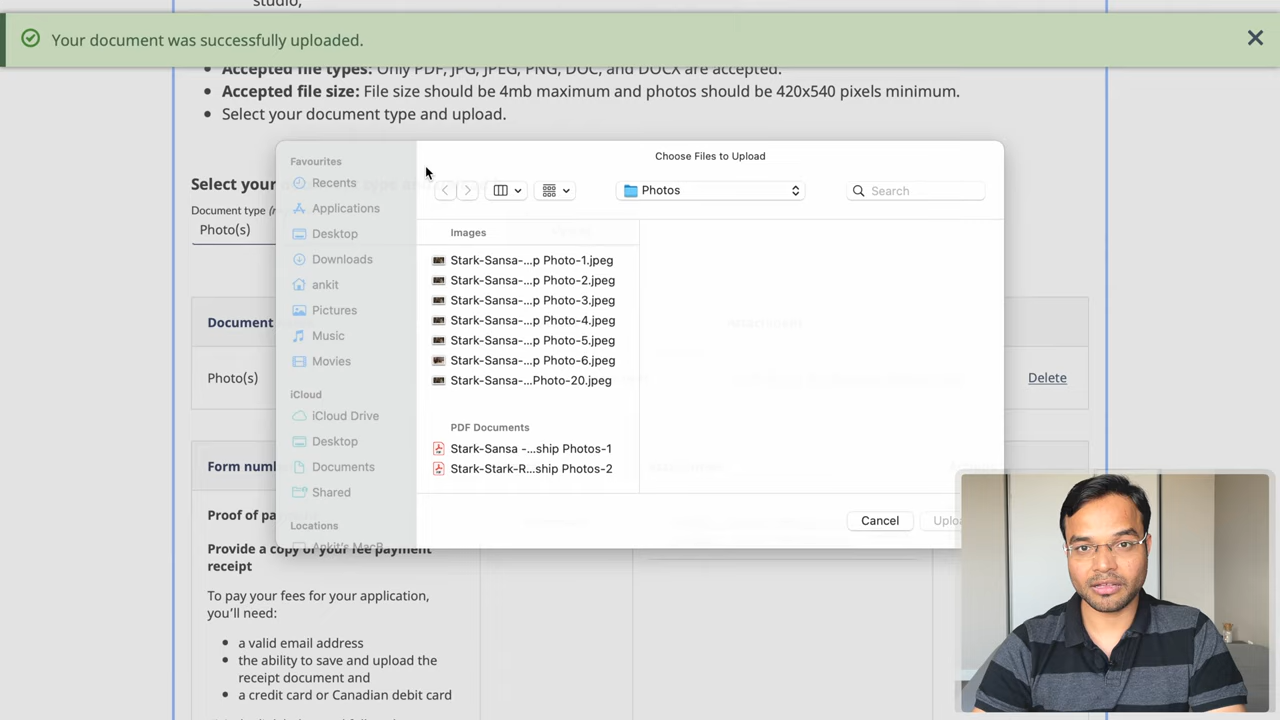 studio,
Your document was successfully uploaded.
Accepted file types: Only PDF, JPG, JPEG, PNG, DOC, and DOCX are accepted.
Accepted file size: File size should be 4mb maximum and photos should be 420x540 pixels minimum.
Select your document type and upload.
Select your
Document type
Photo(s)
Document
Photo(s)
Delete
Form
Proof of
Provide a copy of your fee payment
receipt
To pay your fees for your application,
you'll need:
a valid email address
the ability to save and upload the
receipt document and
a credit card or Canadian debit card
Choose Files to Upload
Favourites
Recents
Applications
Desktop
Downloads
ankit
Pictures
Music
Movies
iCloud
iCloud Drive
Desktop
Documents
Shared
Locations
Ankit's MacB
Photos
Search
Images
Stark-Sansa-...p Photo-1.jpeg
Stark-Sansa-...p Photo-2.jpeg
Stark-Sansa-...p Photo-3.jpeg
Stark-Sansa-...p Photo-4.jpeg
Stark-Sansa-...p Photo-5.jpeg
Stark-Sansa-...p Photo-6.jpeg
Stark-Sansa-...Photo-20.jpeg
PDF Documents
Stark-Sansa -...ship Photos-1
Stark-Stark-R...ship Photos-2
Cancel
Uploa